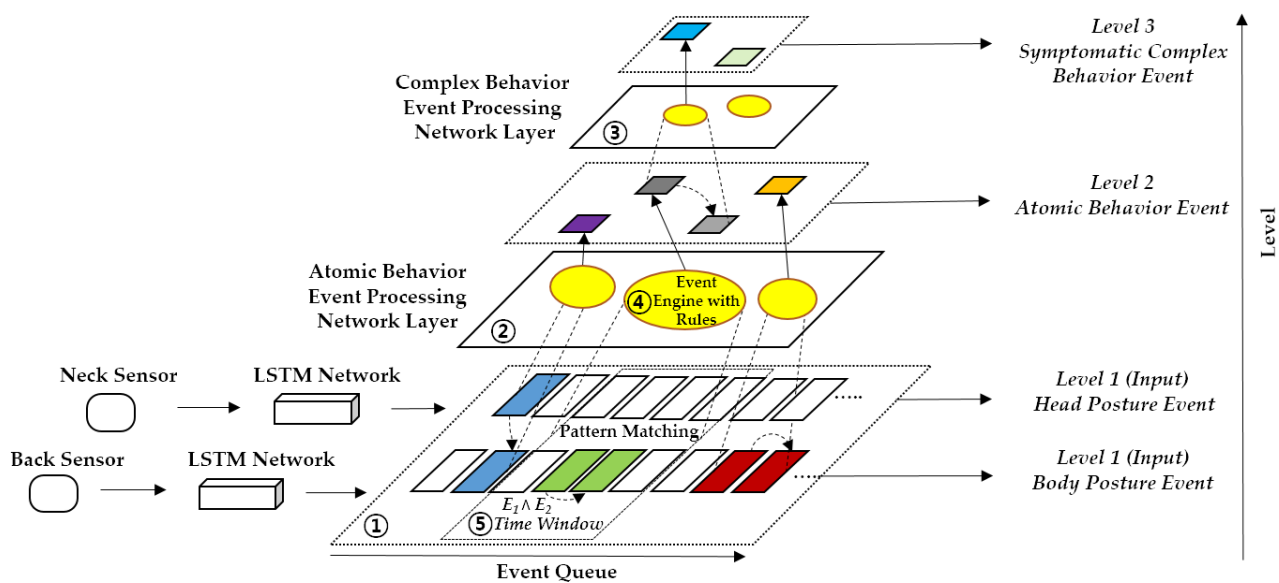 Level 3
Symptomatic Complex
Behavior Event
Complex Behavior
Event Processing
Network Layer
③
Level 2
Atomic Behavior Event
Level
Atomic Behavior
Event Processing
Network Layer
④
Event
Engine with
Rules
②
Neck Sensor
LSTM Network
Level 1 (Input)
Head Posture Event
.....
Pattern Matching
Back Sensor
LSTM Network
Level 1 (Input)
Body Posture Event
.....
E₁ ∧ E₂
① ⑤ Time Window
Event Queue